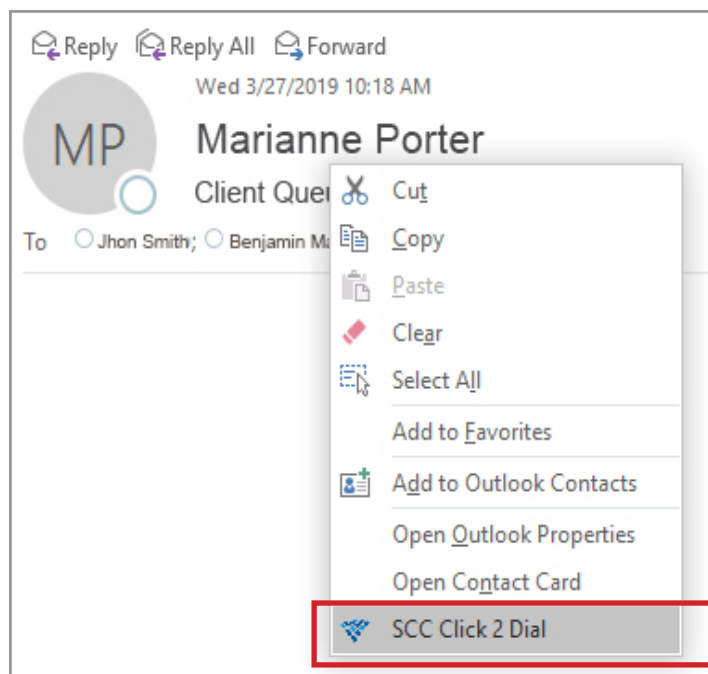 Reply Reply All Forward
Wed 3/27/2019 10:18 AM
MP
Marianne Porter
Client
To Jhon Smith; Benjamin
Cut
Copy
Paste
Clear
Select All
Add to Favorites
Add to Outlook Contacts
Open Outlook Properties
Open Contact Card
SCC Click 2 Dial